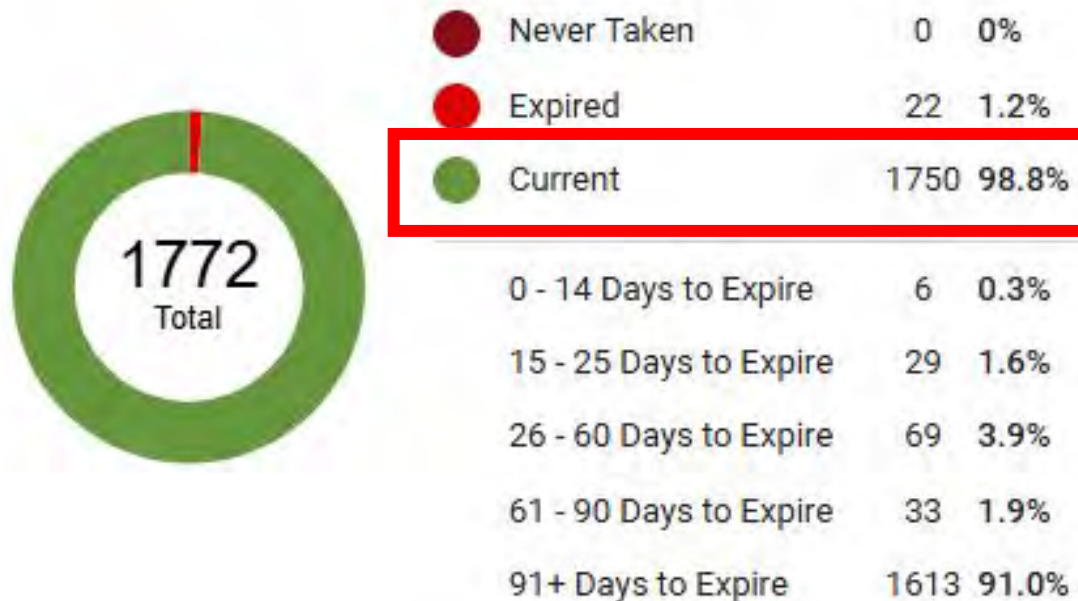 Never Taken 0 0%
Expired 22 1.2%
Current 1750 98.8%
1772
Total
0 - 14 Days to Expire 6 0.3%
15 - 25 Days to Expire 29 1.6%
26 - 60 Days to Expire 69 3.9%
61 - 90 Days to Expire 33 1.9%
91+ Days to Expire 1613 91.0%